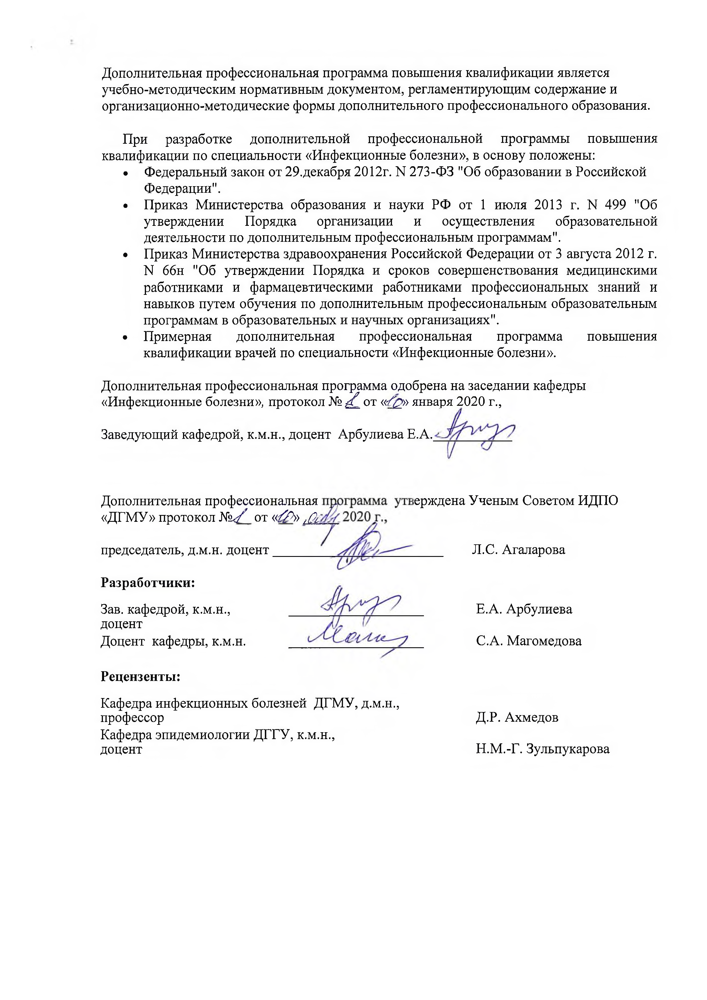 Дополнительная профессиональная программа повышения квалификации является
учебно-методическим нормативным документом, регламентирующим содержание и
организационно-методические формы дополнительного профессионального образования.
При разработке дополнительной профессиональной программы повышения
квалификации по специальности «Инфекционные болезни», в основу положены:
• Федеральный закон от 29.декабря 2012г. N 273-ФЗ "Об образовании в Российской
Федерации".
• Приказ Министерства образования и науки РФ от 1 июля 2013 г. N 499 "Об
утверждении Порядка организации и осуществления образовательной
деятельности по дополнительным профессиональным программам".
• Приказ Министерства здравоохранения Российской Федерации от 3 августа 2012 г.
N 66н "Об утверждении Порядка и сроков совершенствования медицинскими
работниками и фармацевтическими работниками профессиональных знаний и
навыков путем обучения по дополнительным профессиональным образовательным
программам в образовательных и научных организациях".
• Примерная дополнительная профессиональная программа повышения
квалификации врачей по специальности «Инфекционные болезни».
Дополнительная профессиональная программа одобрена на заседании кафедры
«Инфекционные болезни», протокол № 1 от «10» января 2020 г.,
Заведующий кафедрой, к.м.н., доцент Арбулиева Е.А.
Дополнительная профессиональная программа утверждена Ученым Советом ИДПО
«ДГМУ» протокол № 1 от «10» 2020 г.,
председатель, д.м.н. доцент Л.С. Агаларова
Разработчики:
Зав. кафедрой, к.м.н., Е.А. Арбулиева
доцент
Доцент кафедры, к.м.н. С.А. Магомедова
Рецензенты:
Кафедра инфекционных болезней ДГМУ, д.м.н.,
профессор Д.Р. Ахмедов
Кафедра эпидемиологии ДГГУ, к.м.н.,
доцент Н.М.-Г. Зульпукарова